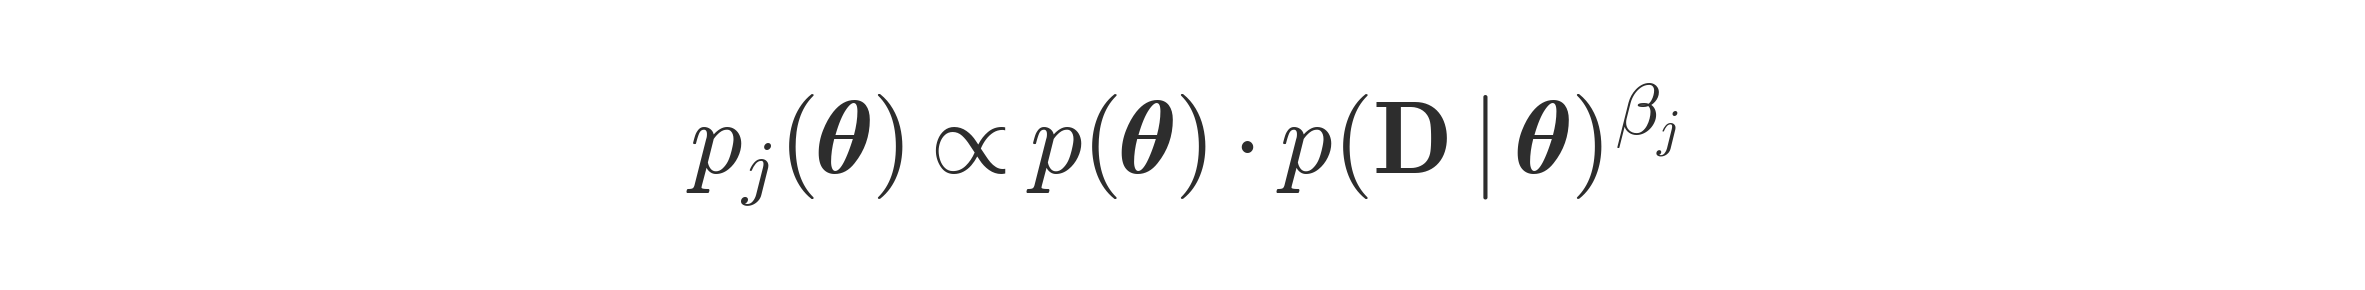 p_j(𝜽) ∝ p(𝜽) · p(𝐃 | 𝜽)^{β_j}